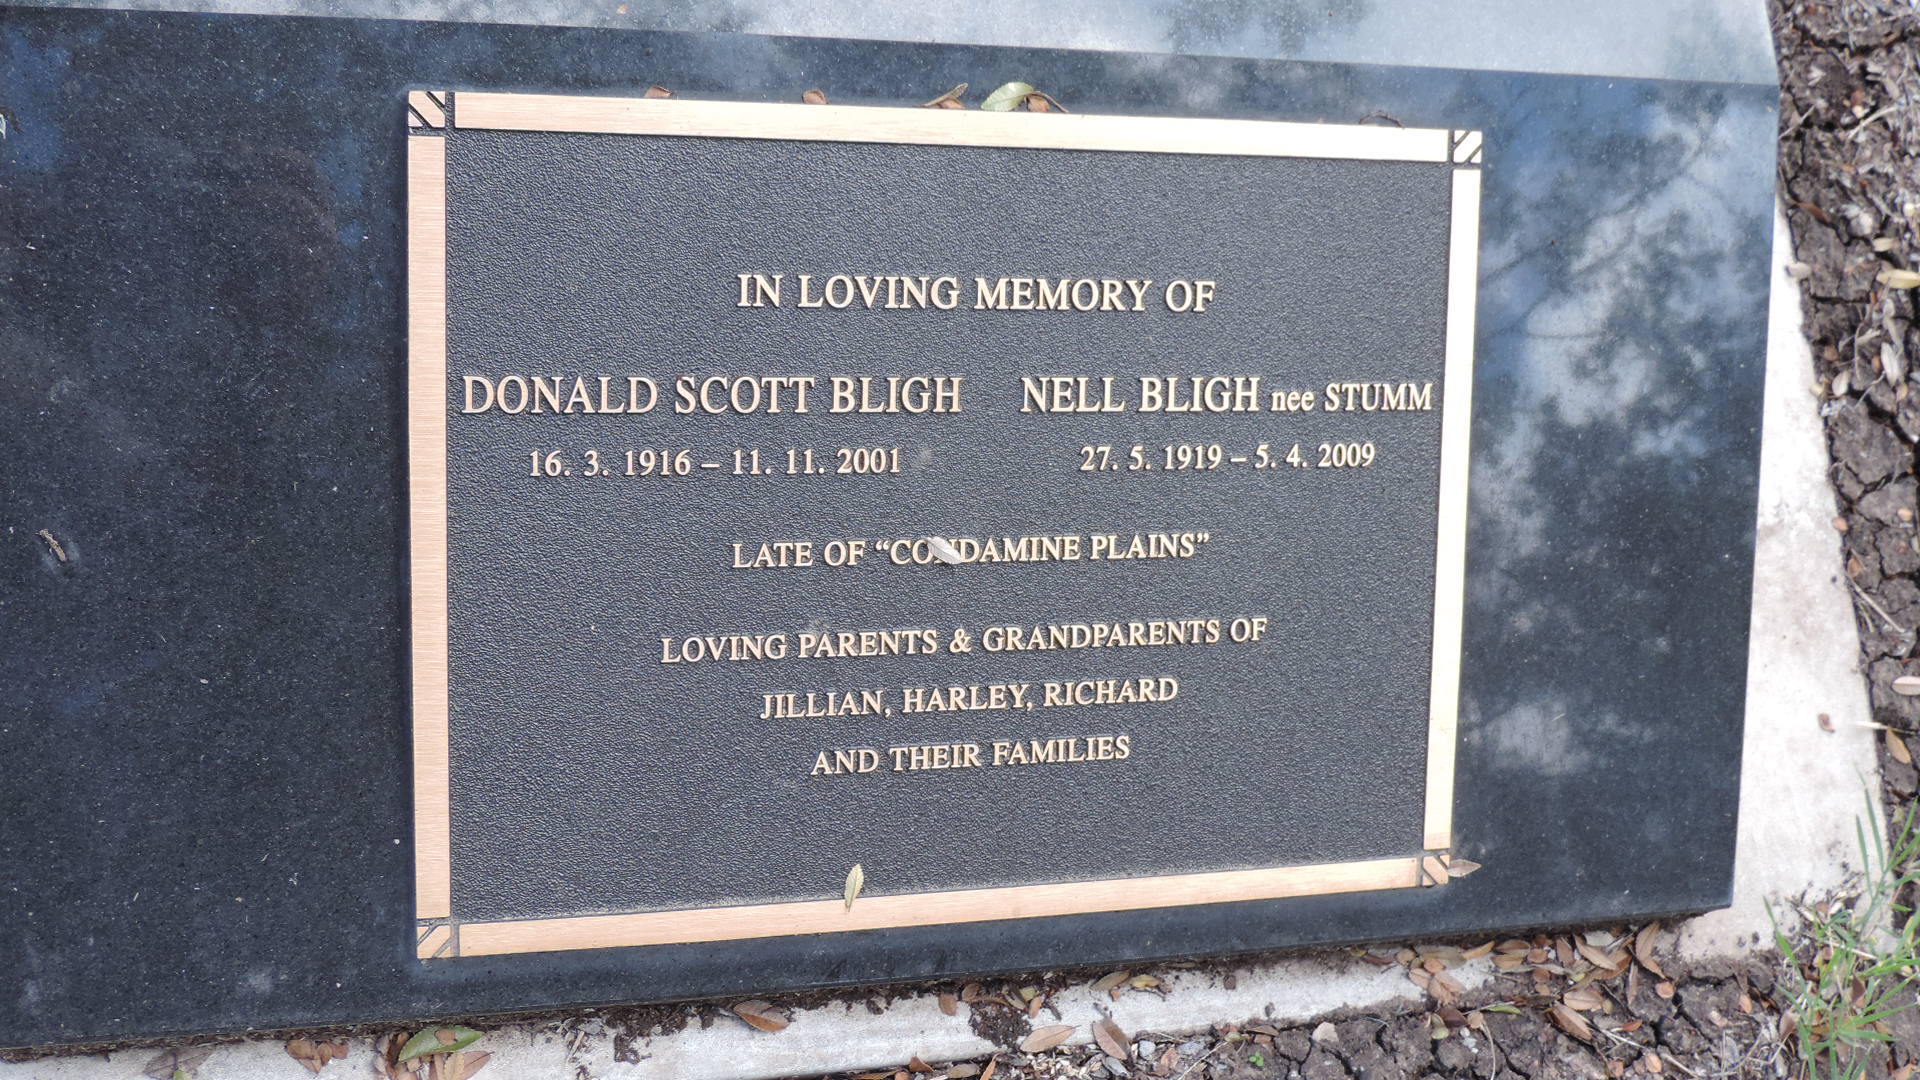 IN LOVING MEMORY OF
DONALD SCOTT BLIGH NELL BLIGH nee STUMM
16. 3. 1916 – 11. 11. 2001 27. 5. 1919 – 5. 4. 2009
LATE OF “CONDAMINE PLAINS”
LOVING PARENTS & GRANDPARENTS OF
JILLIAN, HARLEY, RICHARD
AND THEIR FAMILIES